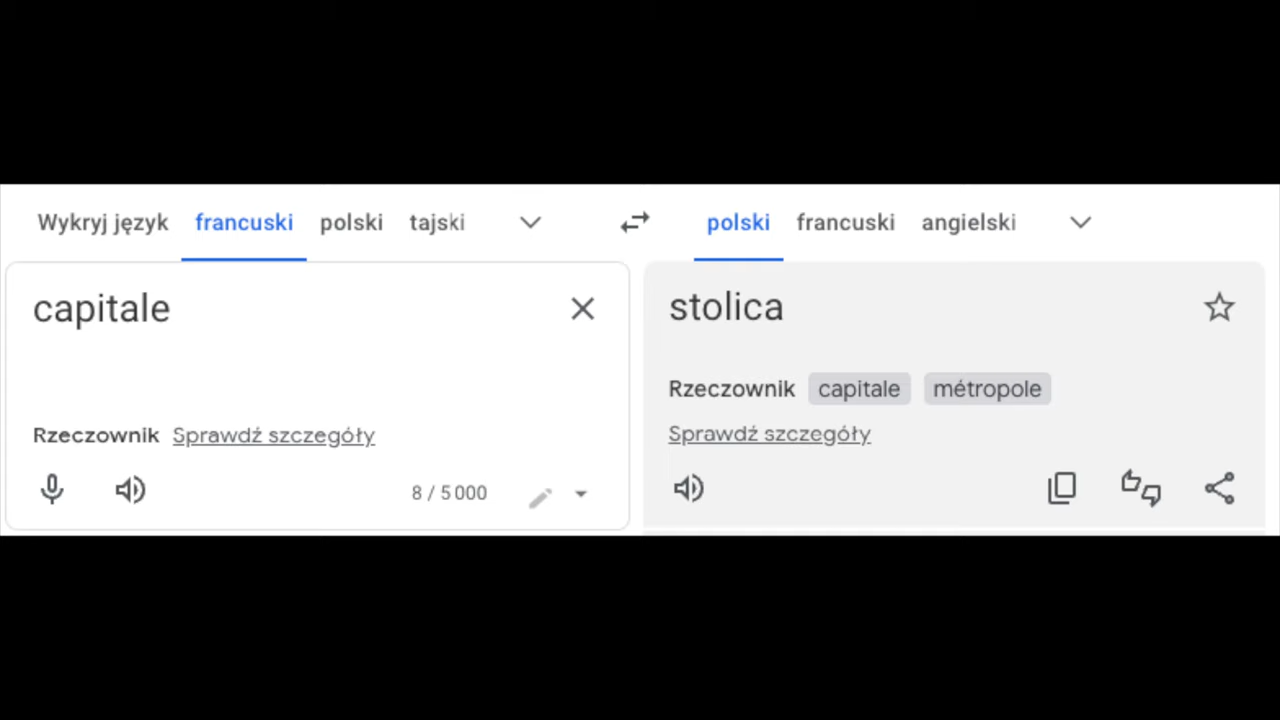 Wykryj język francuski polski tajski
polski francuski angielski
capitale
stolica
Rzeczownik capitale métropole
Rzeczownik Sprawdź szczegóły
Sprawdź szczegóły
8 / 5 000